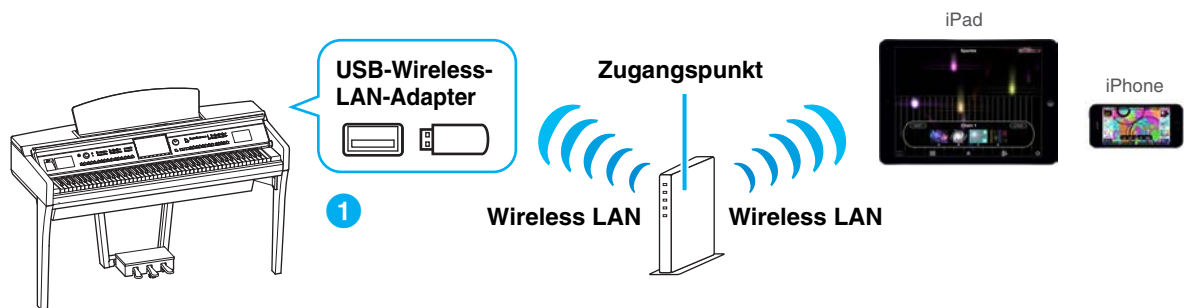 iPad
USB-Wireless-
LAN-Adapter
Zugangspunkt
iPhone
1
Wireless LAN
Wireless LAN